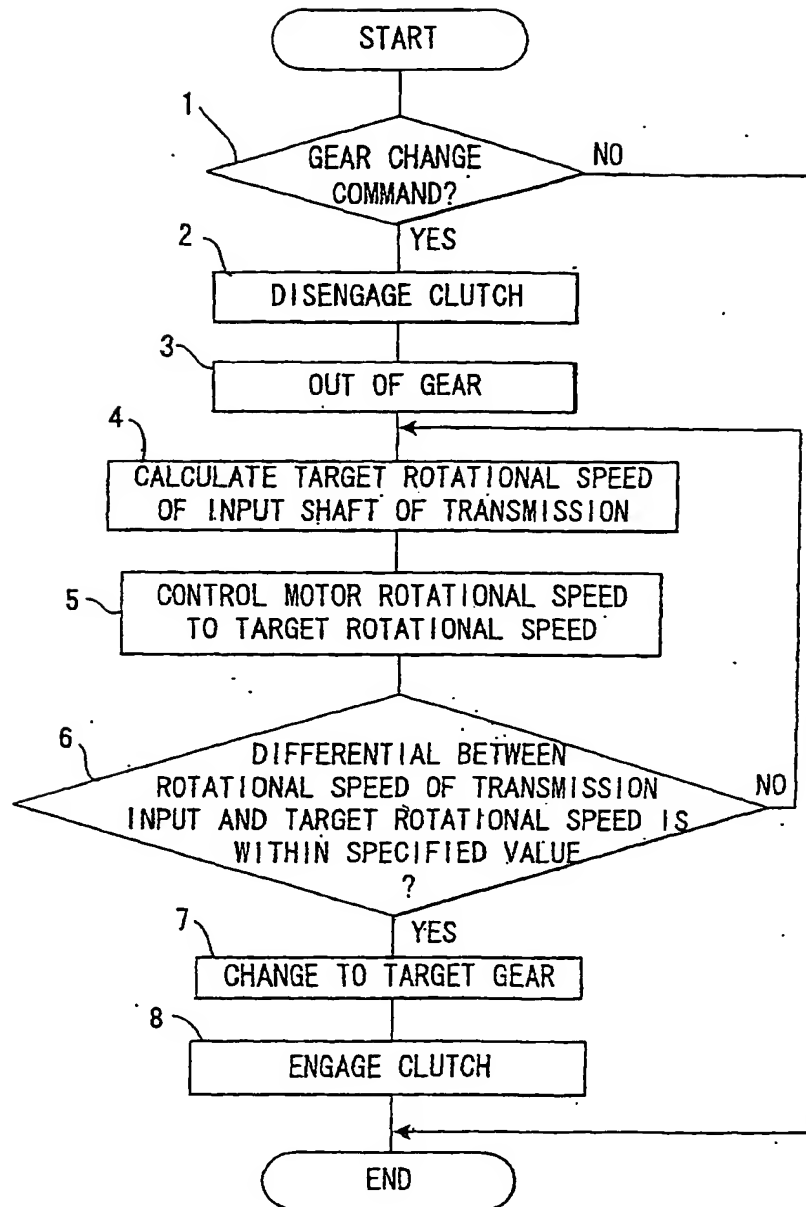 START
1
GEAR CHANGE
COMMAND?
NO
YES
2
DISENGAGE CLUTCH
3
OUT OF GEAR
4
CALCULATE TARGET ROTATIONAL SPEED
OF INPUT SHAFT OF TRANSMISSION
5
CONTROL MOTOR ROTATIONAL SPEED
TO TARGET ROTATIONAL SPEED
6
DIFFERENTIAL BETWEEN
ROTATIONAL SPEED OF TRANSMISSION
INPUT AND TARGET ROTATIONAL SPEED IS
WITHIN SPECIFIED VALUE
?
NO
YES
7
CHANGE TO TARGET GEAR
8
ENGAGE CLUTCH
END